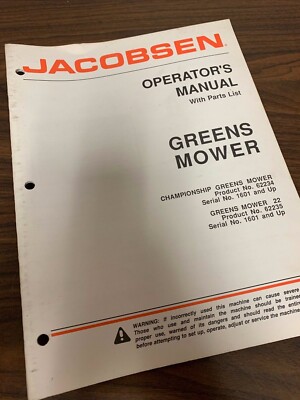 JACOBSEN
OPERATOR'S
MANUAL
With Parts List
GREENS
MOWER
CHAMPIONSHIP GREENS MOWER
Product No. 62234
Serial No. 1601 and Up
GREENS MOWER 22
Product No. 62235
Serial No. 1601 and Up
WARNING: If incorrectly used this machine can cause severe
Those who use and maintain the machine should be trained
proper use, warned of its dangers and should read the entire
before attempting to set up, operate, adjust or service the machine